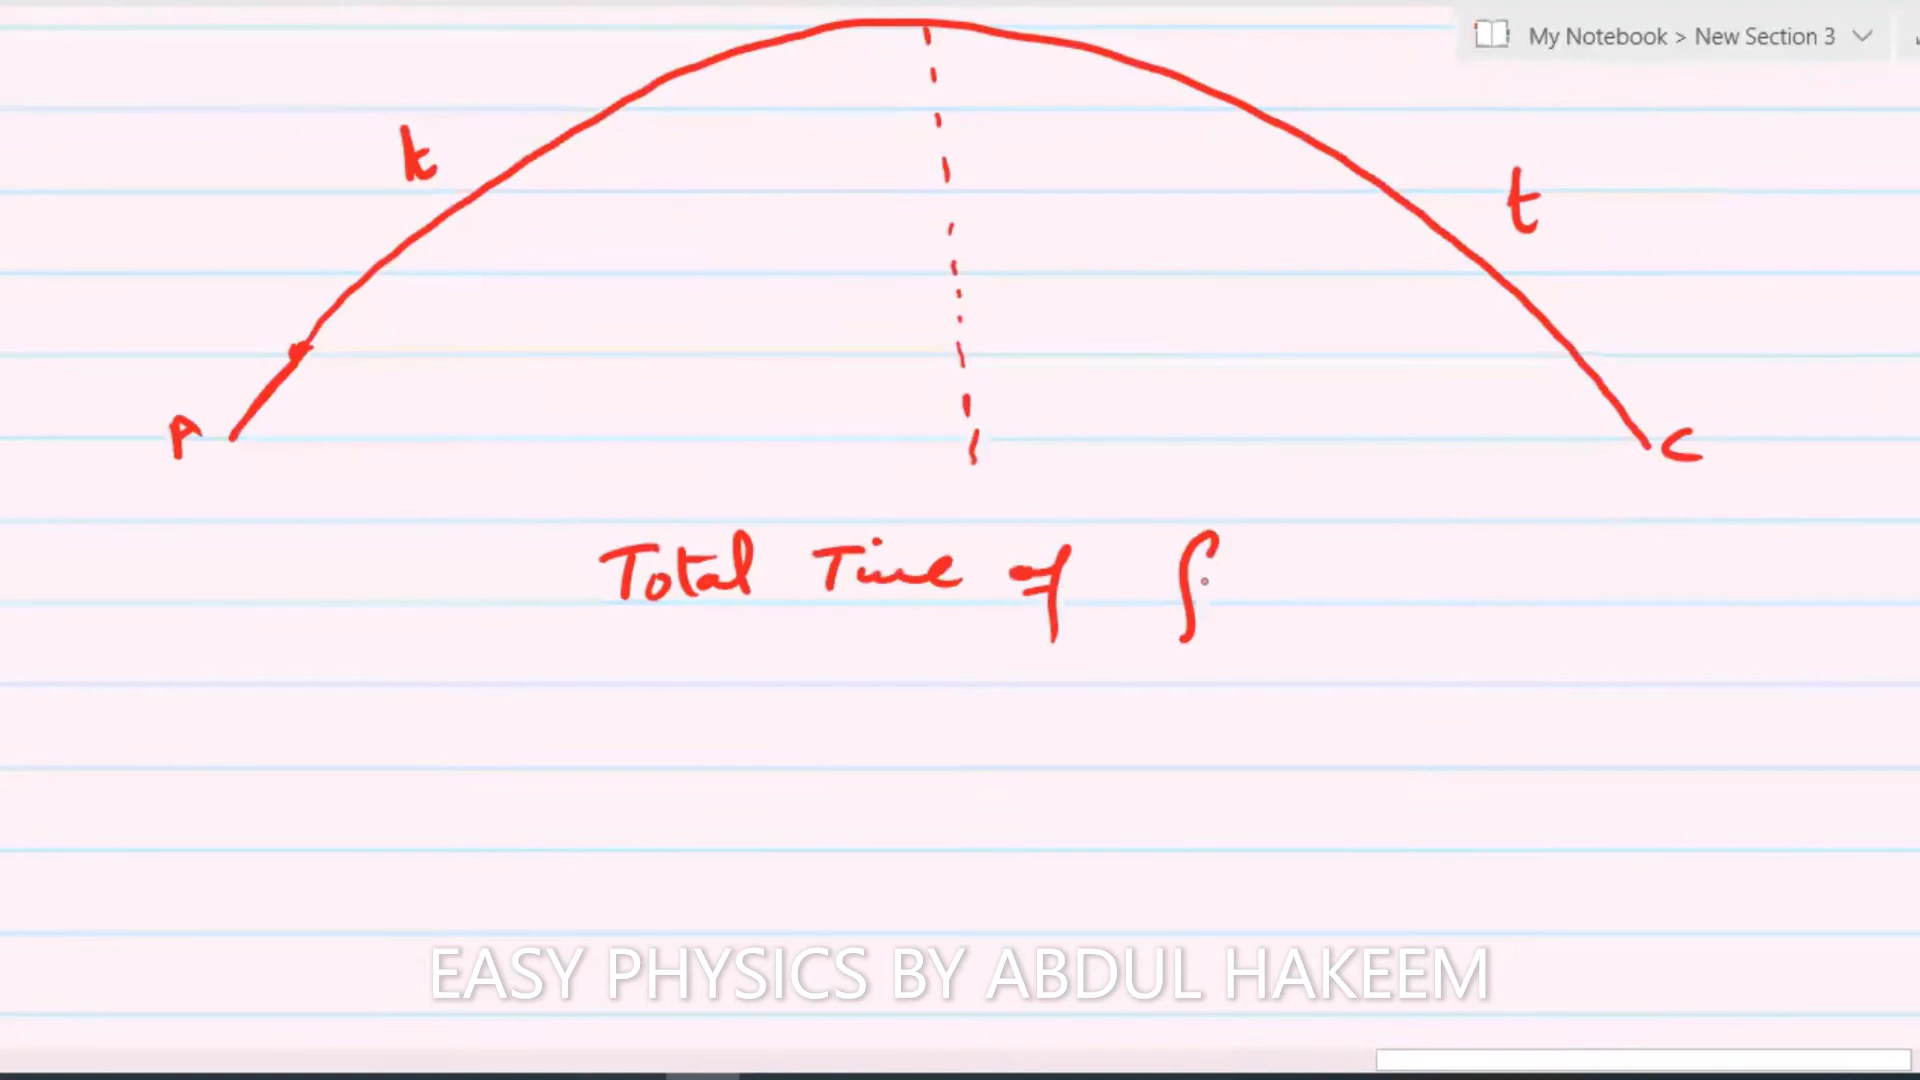 My Notebook > New Section 3
t
t
A
C
Total Time of f
EASY PHYSICS BY ABDUL HAKEEM